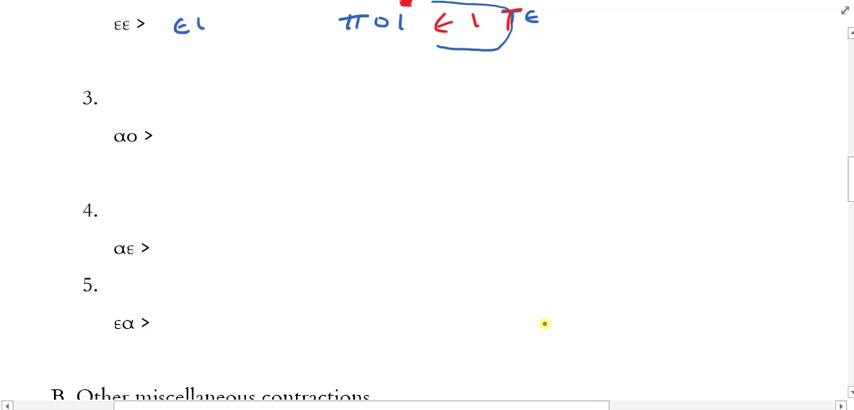 εε > ει ποιειτε
3.
αο >
4.
αε >
5.
εα >
B. Other miscellaneous contractions